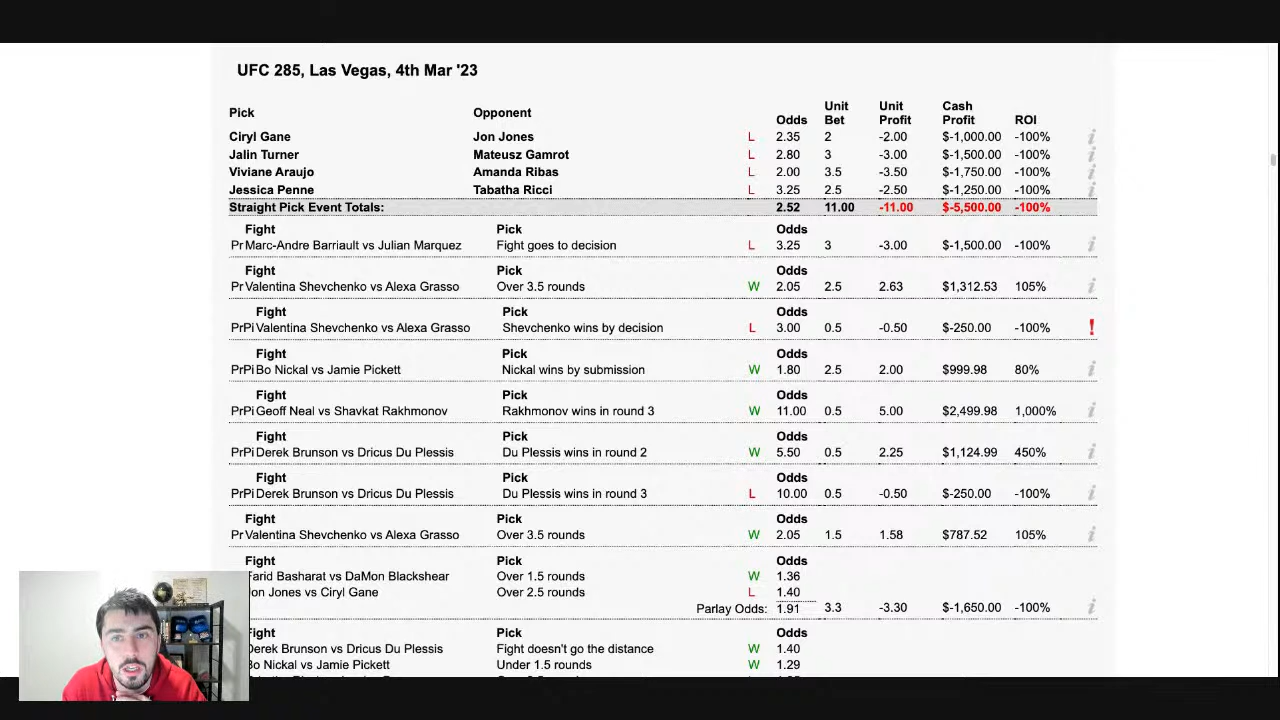 UFC 285, Las Vegas, 4th Mar '23
Pick Opponent Odds Unit Bet Unit Profit Cash Profit ROI
Ciryl Gane Jon Jones L 2.35 2 -2.00 $-1,000.00 -100%
Jalin Turner Mateusz Gamrot L 2.80 3 -3.00 $-1,500.00 -100%
Viviane Araujo Amanda Ribas L 2.00 3.5 -3.50 $-1,750.00 -100%
Jessica Penne Tabatha Ricci L 3.25 2.5 -2.50 $-1,250.00 -100%
Straight Pick Event Totals: 2.52 11.00 -11.00 $-5,500.00 -100%
Fight Pick Odds
Pr Marc-Andre Barriault vs Julian Marquez Fight goes to decision L 3.25 3 -3.00 $-1,500.00 -100%
Fight Pick Odds
Pr Valentina Shevchenko vs Alexa Grasso Over 3.5 rounds W 2.05 2.5 2.63 $1,312.53 105%
Fight Pick Odds
PrPi Valentina Shevchenko vs Alexa Grasso Shevchenko wins by decision L 3.00 0.5 -0.50 $-250.00 -100% !
Fight Pick Odds
PrPi Bo Nickal vs Jamie Pickett Nickal wins by submission W 1.80 2.5 2.00 $999.98 80%
Fight Pick Odds
PrPi Geoff Neal vs Shavkat Rakhmonov Rakhmonov wins in round 3 W 11.00 0.5 5.00 $2,499.98 1,000%
Fight Pick Odds
PrPi Derek Brunson vs Dricus Du Plessis Du Plessis wins in round 2 W 5.50 0.5 2.25 $1,124.99 450%
Fight Pick Odds
PrPi Derek Brunson vs Dricus Du Plessis Du Plessis wins in round 3 L 10.00 0.5 -0.50 $-250.00 -100%
Fight Pick Odds
Pr Valentina Shevchenko vs Alexa Grasso Over 3.5 rounds W 2.05 1.5 1.58 $787.52 105%
Fight Pick Odds
Farid Basharat vs DaMon Blackshear Over 1.5 rounds W 1.36
Jon Jones vs Ciryl Gane Over 2.5 rounds L 1.40
Parlay Odds: 1.91 3.3 -3.30 $-1,650.00 -100%
Fight Pick Odds
Derek Brunson vs Dricus Du Plessis Fight doesn't go the distance W 1.40
Bo Nickal vs Jamie Pickett Under 1.5 rounds W 1.29